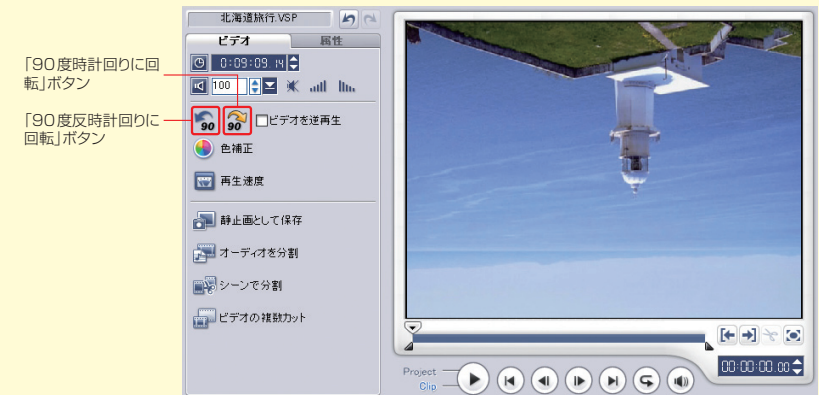 北海道旅行.VSP
ビデオ
属性
「90度時計回りに回
転」ボタン
0:09:09.14
100
「90度反時計回りに
回転」ボタン
90
90
ビデオを逆再生
色補正
再生速度
静止画として保存
オーディオを分割
シーンで分割
ビデオの複数カット
Project
Clip
00:00:00.00